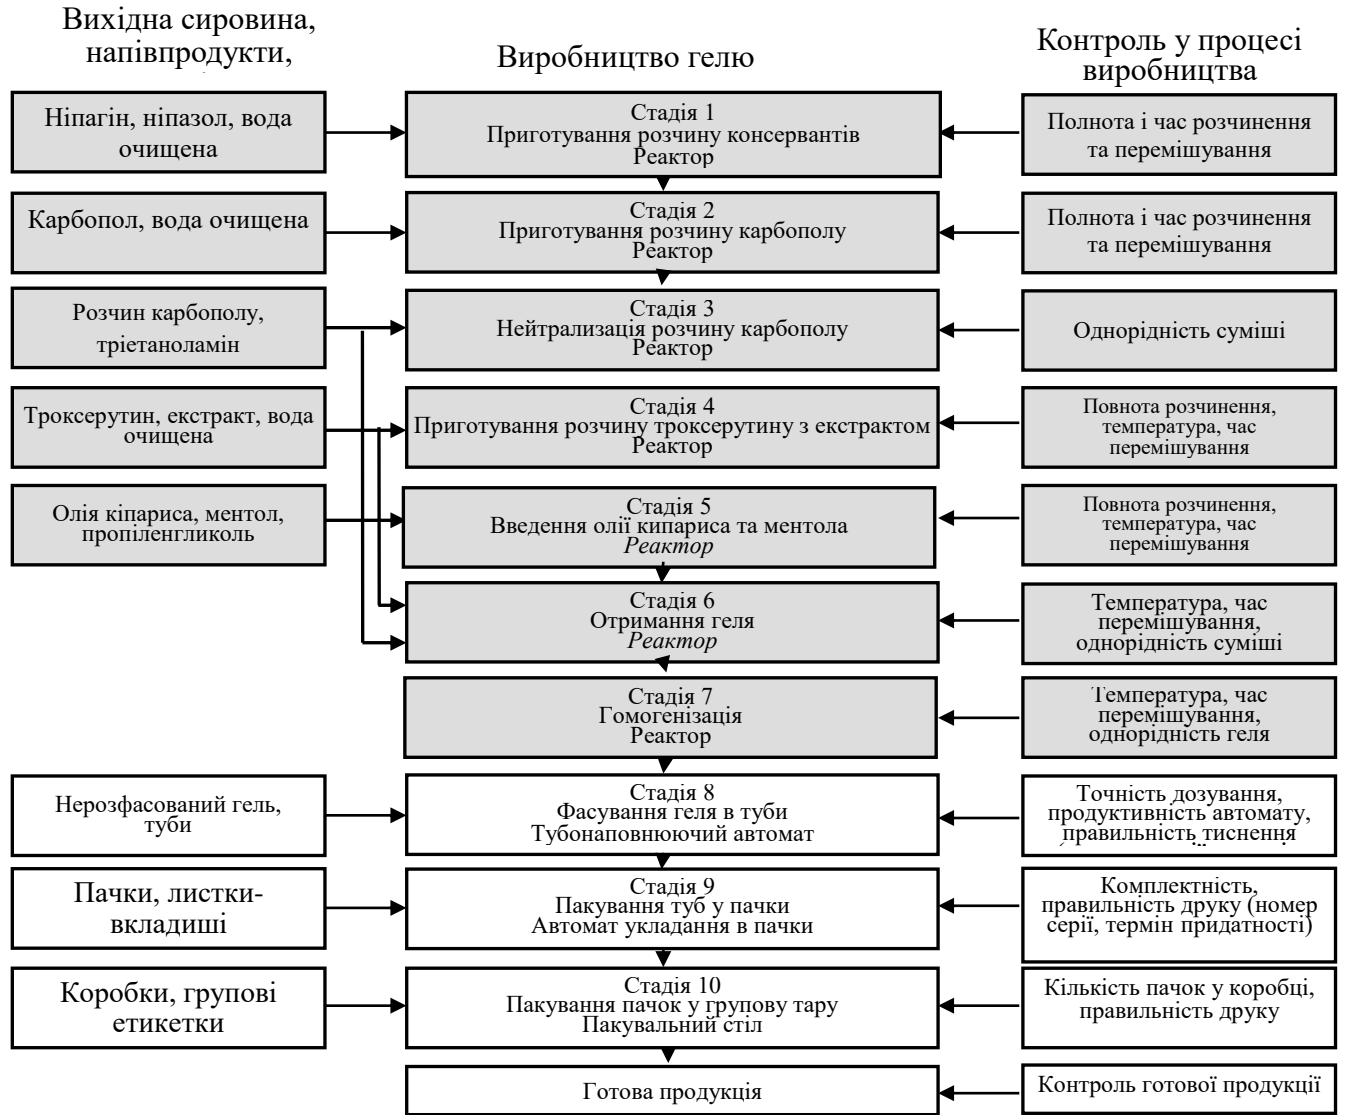 Вихідна сировина,
напівпродукти,
Виробництво гелю
Контроль у процесі
виробництва
Ніпагін, ніпазол, вода
очищена
Стадія 1
Приготування розчину консервантів
Реактор
Полнота і час розчинення
та перемішування
Карбопол, вода очищена
Стадія 2
Приготування розчину карбополу
Реактор
Полнота і час розчинення
та перемішування
Розчин карбополу,
тріетаноламін
Стадія 3
Нейтрализація розчину карбополу
Реактор
Однорідність суміші
Троксерутин, екстракт, вода
очищена
Стадія 4
Приготування розчину троксерутину з екстрактом
Реактор
Повнота розчинення,
температура, час
перемішування
Олія кіпариса, ментол,
пропіленгликоль
Стадія 5
Введення олії кипариса та ментола
Реактор
Повнота розчинення,
температура, час
перемішування
Стадія 6
Отримання геля
Реактор
Температура, час
перемішування,
однорідність суміші
Стадія 7
Гомогенізація
Реактор
Температура, час
перемішування,
однорідність геля
Нерозфасований гель,
туби
Стадія 8
Фасування геля в туби
Тубонаповнюючий автомат
Точність дозування,
продуктивність автомату,
правильність тиснення
Пачки, листки-
вкладиші
Стадія 9
Пакування туб у пачки
Автомат укладання в пачки
Комплектність,
правильність друку (номер
серії, термін придатності)
Коробки, групові
етикетки
Стадія 10
Пакування пачок у групову тару
Пакувальний стіл
Кількість пачок у коробці,
правильність друку
Готова продукція
Контроль готової продукції